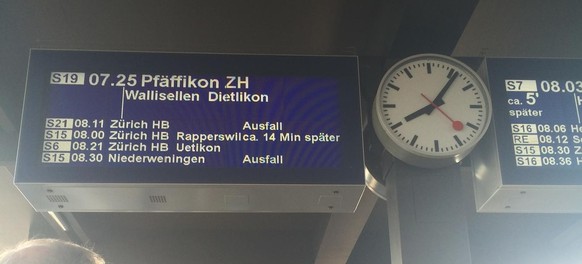 S19 07.25 Pfäffikon ZH
Wallisellen Dietlikon
S21 08.11 Zürich HB Ausfall
S15 08.00 Zürich HB Rapperswil ca. 14 Min später
S6 08.21 Zürich HB Uetikon
S15 08.30 Niederweningen Ausfall
S7 08.03
ca. 5'
später
S16 08.06 H
RE 08.12 S
S15 08.30 Z
S16 08.36 H